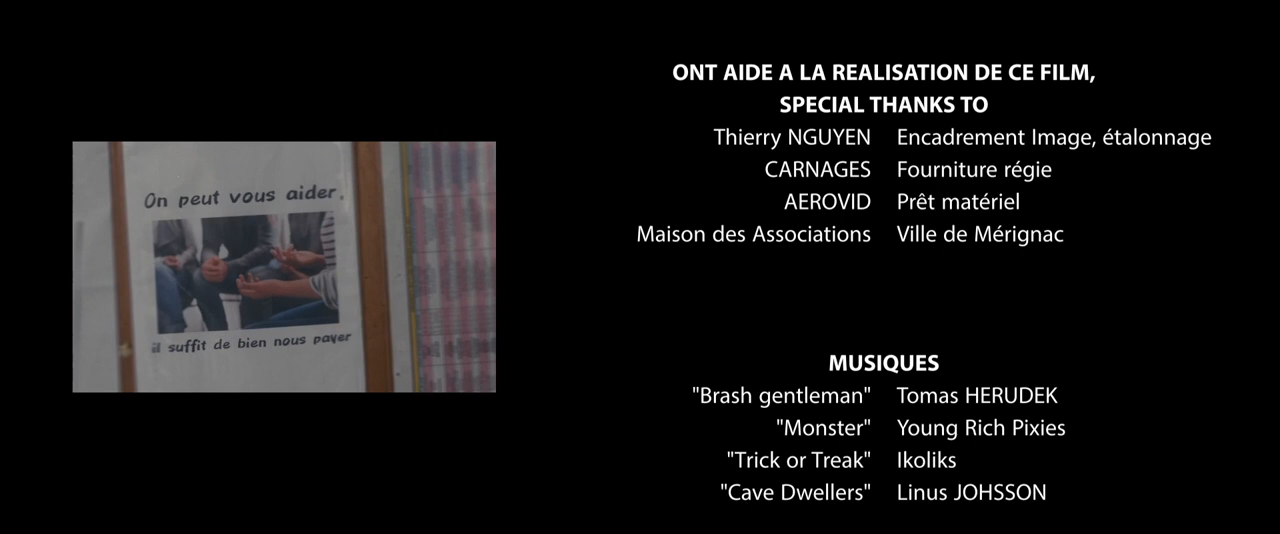 On peut vous aider.
il suffit de bien nous payer
ONT AIDE A LA REALISATION DE CE FILM,
SPECIAL THANKS TO
Thierry NGUYEN Encadrement Image, étalonnage
CARNAGES Fourniture régie
AEROVID Prêt matériel
Maison des Associations Ville de Mérignac
MUSIQUES
"Brash gentleman" Tomas HERUDEK
"Monster" Young Rich Pixies
"Trick or Treak" Ikoliks
"Cave Dwellers" Linus JOHSSON